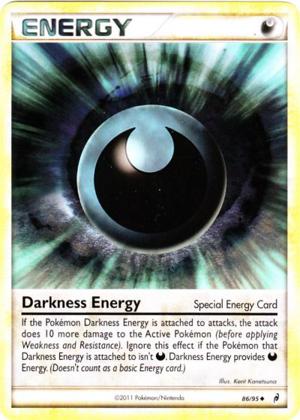 ENERGY
Darkness Energy
Special Energy Card
If the Pokémon Darkness Energy is attached to attacks, the attack
does 10 more damage to the Active Pokémon (before applying
Weakness and Resistance). Ignore this effect if the Pokémon that
Darkness Energy is attached to isn't . Darkness Energy provides
Energy. (Doesn't count as a basic Energy card.)
Illus. Kent Kanetsuna
©2011 Pokémon/Nintendo
86/95